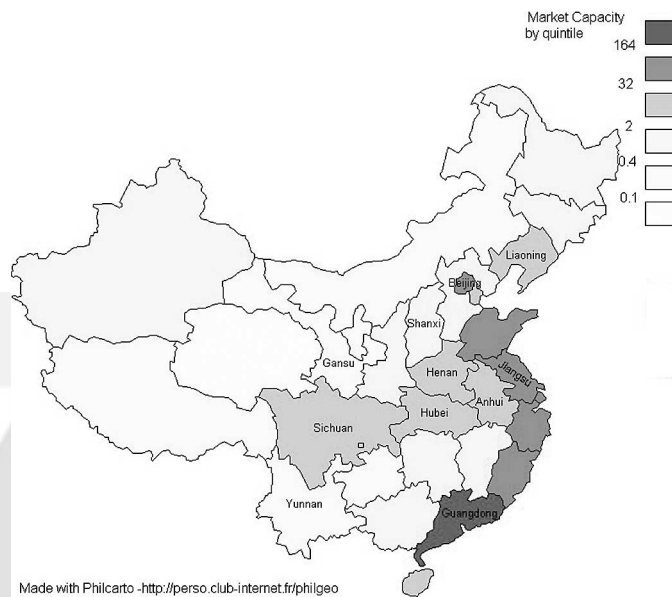 Market Capacity
by quintile
164
32
2
0.4
0.1
Liaoning
Beijing
Shanxi
Gansu
Henan
Jiangsu
Anhui
Hubei
Sichuan
Yunnan
Guangdong
Made with Philcarto -http://perso.club-internet.fr/philgeo